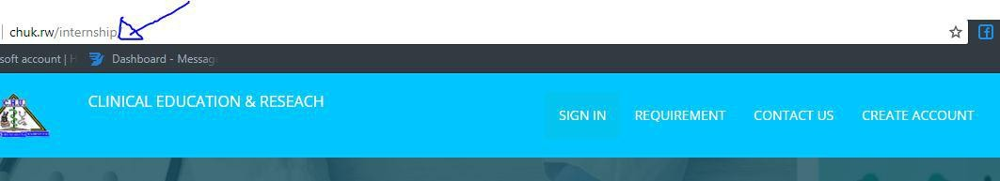 chuk.rw/internship
soft account | Dashboard - Messag
CLINICAL EDUCATION & RESEACH
SIGN IN REQUIREMENT CONTACT US CREATE ACCOUNT